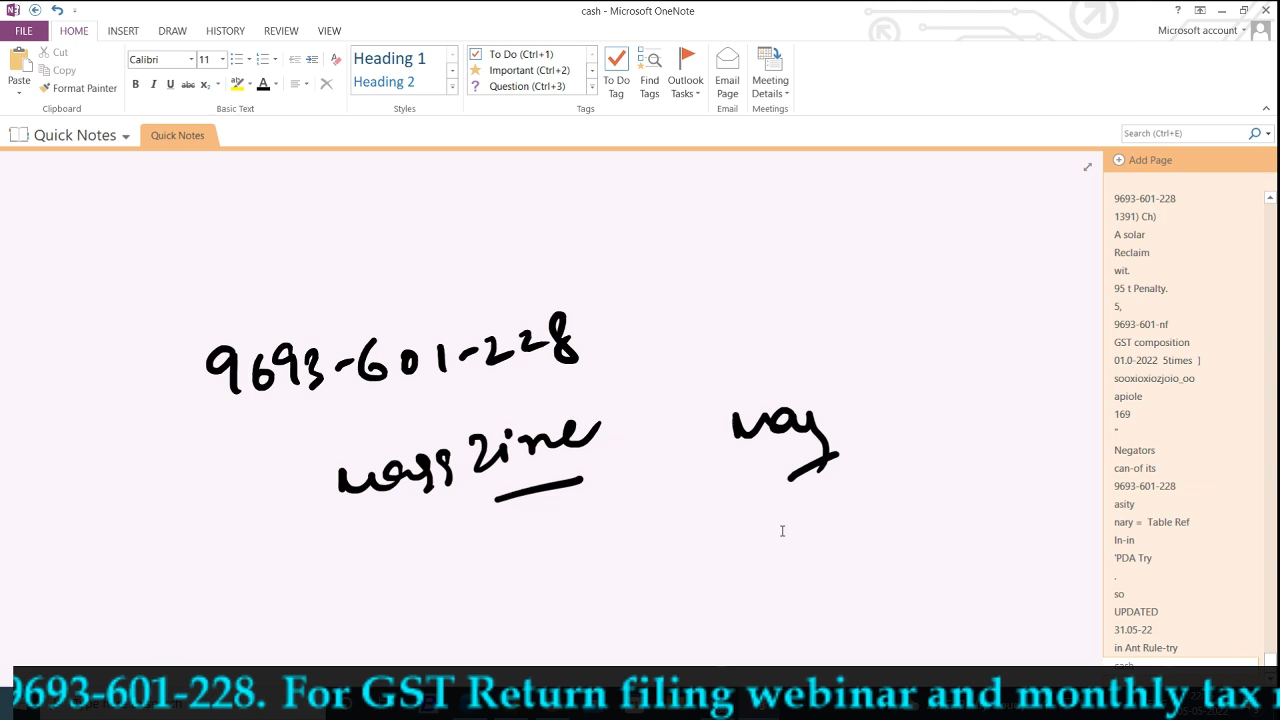 cash - Microsoft OneNote
FILE HOME INSERT DRAW HISTORY REVIEW VIEW
Microsoft account
Paste
Cut
Copy
Format Painter
Clipboard
Calibri 11
B I U abc X₂ A
Basic Text
Heading 1
Heading 2
Styles
To Do (Ctrl+1)
Important (Ctrl+2)
Question (Ctrl+3)
To Do Tag
Find Tags
Tags
Outlook Tasks
Email Page
Email
Meeting Details
Meetings
Quick Notes
Quick Notes
Search (Ctrl+E)
Add Page
9693-601-228
1391) Ch)
A solar
Reclaim
wit.
95 t Penalty.
5,
9693-601-nf
GST composition
01.0-2022 5times ]
sooxioxiozjoio_oo
apiole
169
"
Negators
can-of its
9693-601-228
asity
nary = Table Ref
In-in
'PDA Try
.
so
UPDATED
31.05-22
in Ant Rule-try
cash
9693-601-228
9693-601-228. For GST Return filing webinar and monthly tax